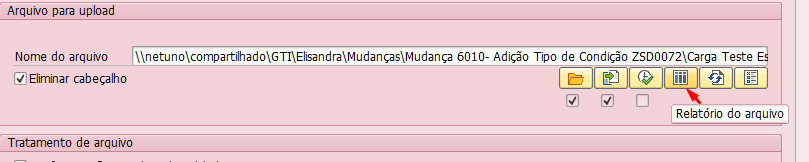 Arquivo para upload
Nome do arquivo \\netuno\compartilhado\GTI\Elisandra\Mudanças\Mudança 6010- Adição Tipo de Condição ZSD0072\Carga Teste Es
Eliminar cabeçalho
Relatório do arquivo
Tratamento de arquivo